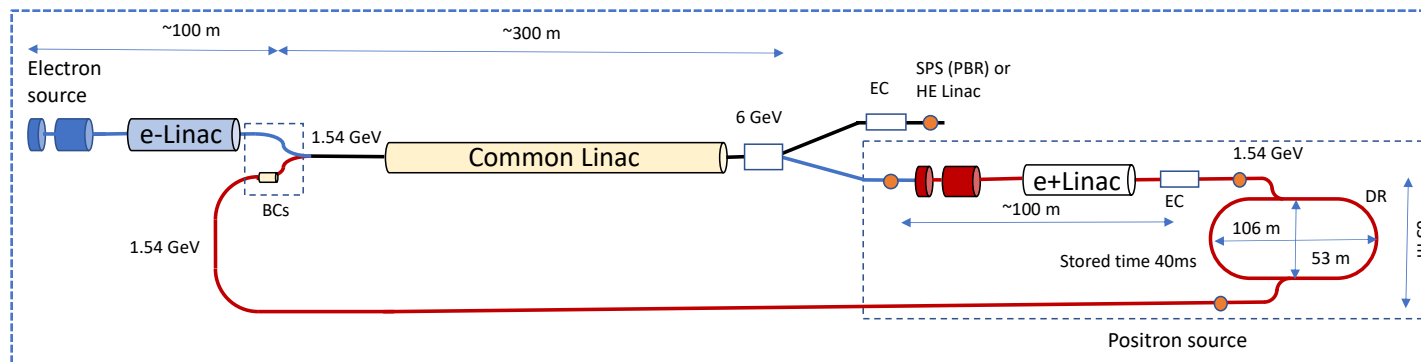 ~100 m
~300 m
Electron
source
e-Linac
1.54 GeV
Common Linac
6 GeV
EC
SPS (PBR) or
HE Linac
BCs
1.54 GeV
e+Linac
EC
1.54 GeV
~100 m
DR
106 m
53 m
Stored time 40ms
Positron source